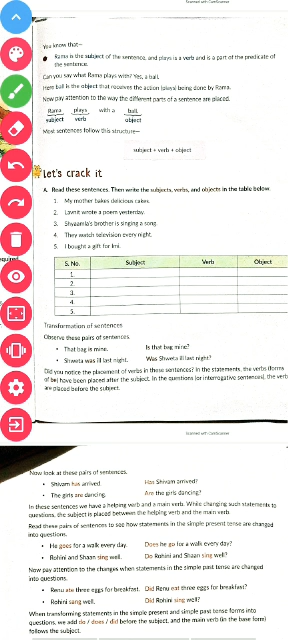 Scanned with CamScanner
You know that—
Rama is the subject of the sentence, and plays is a verb and is a part of the predicate of
the sentence.
Can you say what Rama plays with? Yes, a ball.
Here ball is the object that receives the action (plays) being done by Rama.
Now pay attention to the way the different parts of a sentence are placed.
Rama plays with a ball.
subject verb object
Most sentences follow this structure—
subject + verb + object
Let's crack it
A. Read these sentences. Then write the subjects, verbs, and objects in the table below.
1. My mother bakes delicious cakes.
2. Lavnit wrote a poem yesterday.
3. Shyamla's brother is singing a song.
4. They watch television every night.
5. I bought a gift for Imi.
quired
S. No. Subject Verb Object
1.
2.
3.
4.
5.
Transformation of sentences
Observe these pairs of sentences.
• That bag is mine. Is that bag mine?
• Shweta was ill last night. Was Shweta ill last night?
Did you notice the placement of verbs in these sentences? In the statements, the verbs (forms
of be) have been placed after the subject. In the questions (or interrogative sentences), the verb
are placed before the subject.
Scanned with CamScanner
Now look at these pairs of sentences.
• Shivam has arrived. Has Shivam arrived?
• The girls are dancing. Are the girls dancing?
In these sentences we have a helping verb and a main verb. While changing such statements to
questions, the subject is placed between the helping verb and the main verb.
Read these pairs of sentences to see how statements in the simple present tense are changed
into questions.
• He goes for a walk every day. Does he go for a walk every day?
• Rohini and Shaan sing well. Do Rohini and Shaan sing well?
Now pay attention to the changes when statements in the simple past tense are changed
into questions.
• Renu ate three eggs for breakfast. Did Renu eat three eggs for breakfast?
• Rohini sang well. Did Rohini sing well?
When transforming statements in the simple present and simple past tense forms into
questions, we add do / does / did before the subject, and the main verb (in the base form)
follows the subject.